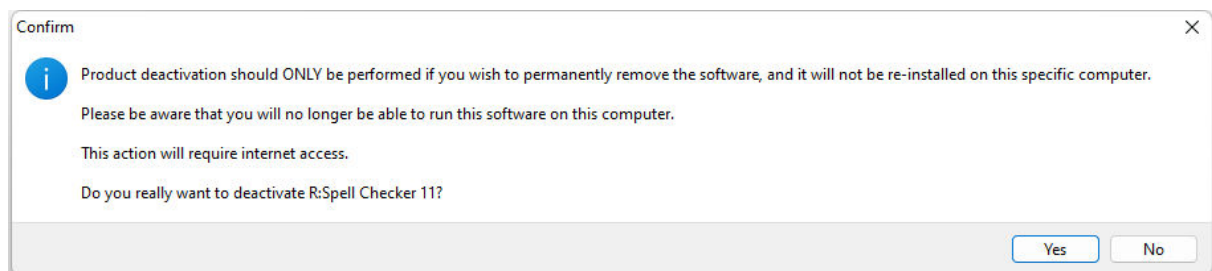 Confirm
Product deactivation should ONLY be performed if you wish to permanently remove the software, and it will not be re-installed on this specific computer.
Please be aware that you will no longer be able to run this software on this computer.
This action will require internet access.
Do you really want to deactivate R:Spell Checker 11?
Yes No